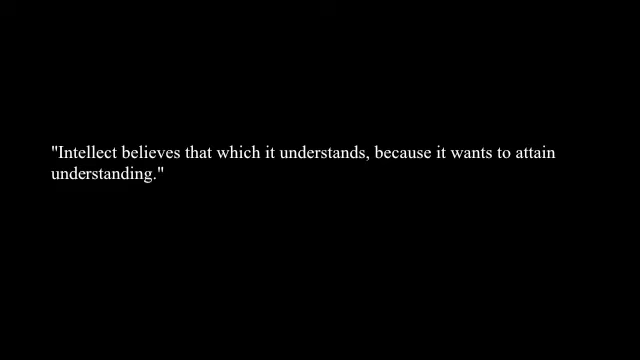 "Intellect believes that which it understands, because it wants to attain
understanding."